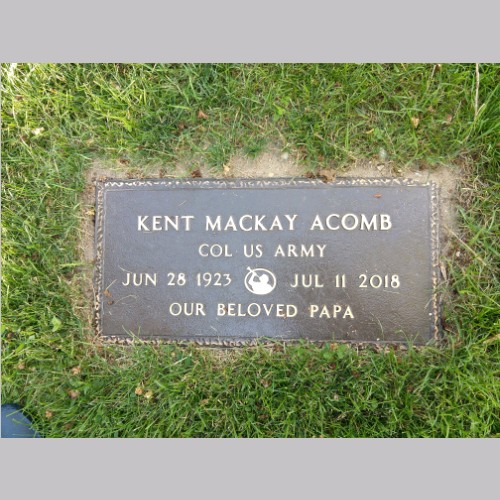 KENT MACKAY ACOMB
COL US ARMY
JUN 28 1923 JUL 11 2018
OUR BELOVED PAPA